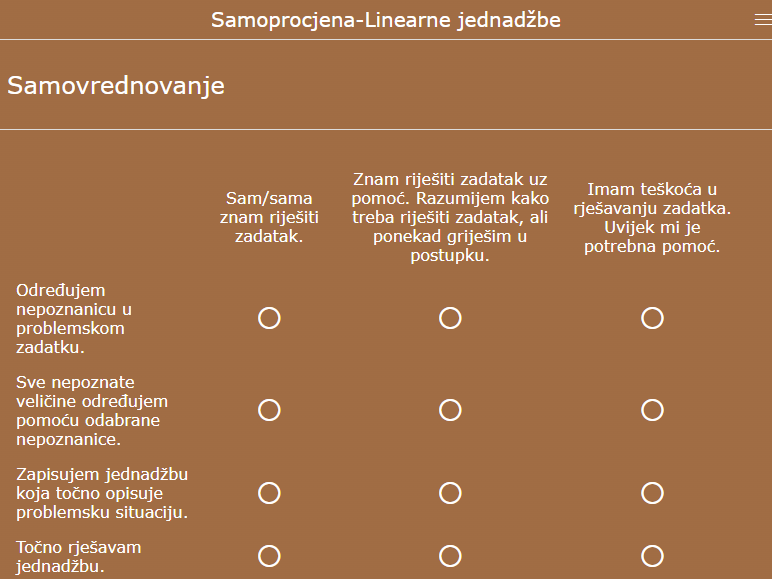 Samoprocjena-Linearne jednadžbe
Samovrednovanje
Sam/sama
znam riješiti
zadatak.
Znam riješiti zadatak uz
pomoć. Razumijem kako
treba riješiti zadatak, ali
ponekad griješim u
postupku.
Imam teškoća u
rješavanju zadatka.
Uvijek mi je
potrebna pomoć.
Određujem
nepoznanicu u
problemskom
zadatku.
Sve nepoznate
veličine određujem
pomoću odabrane
nepoznanice.
Zapisujem jednadžbu
koja točno opisuje
problemsku situaciju.
Točno rješavam
jednadžbu.